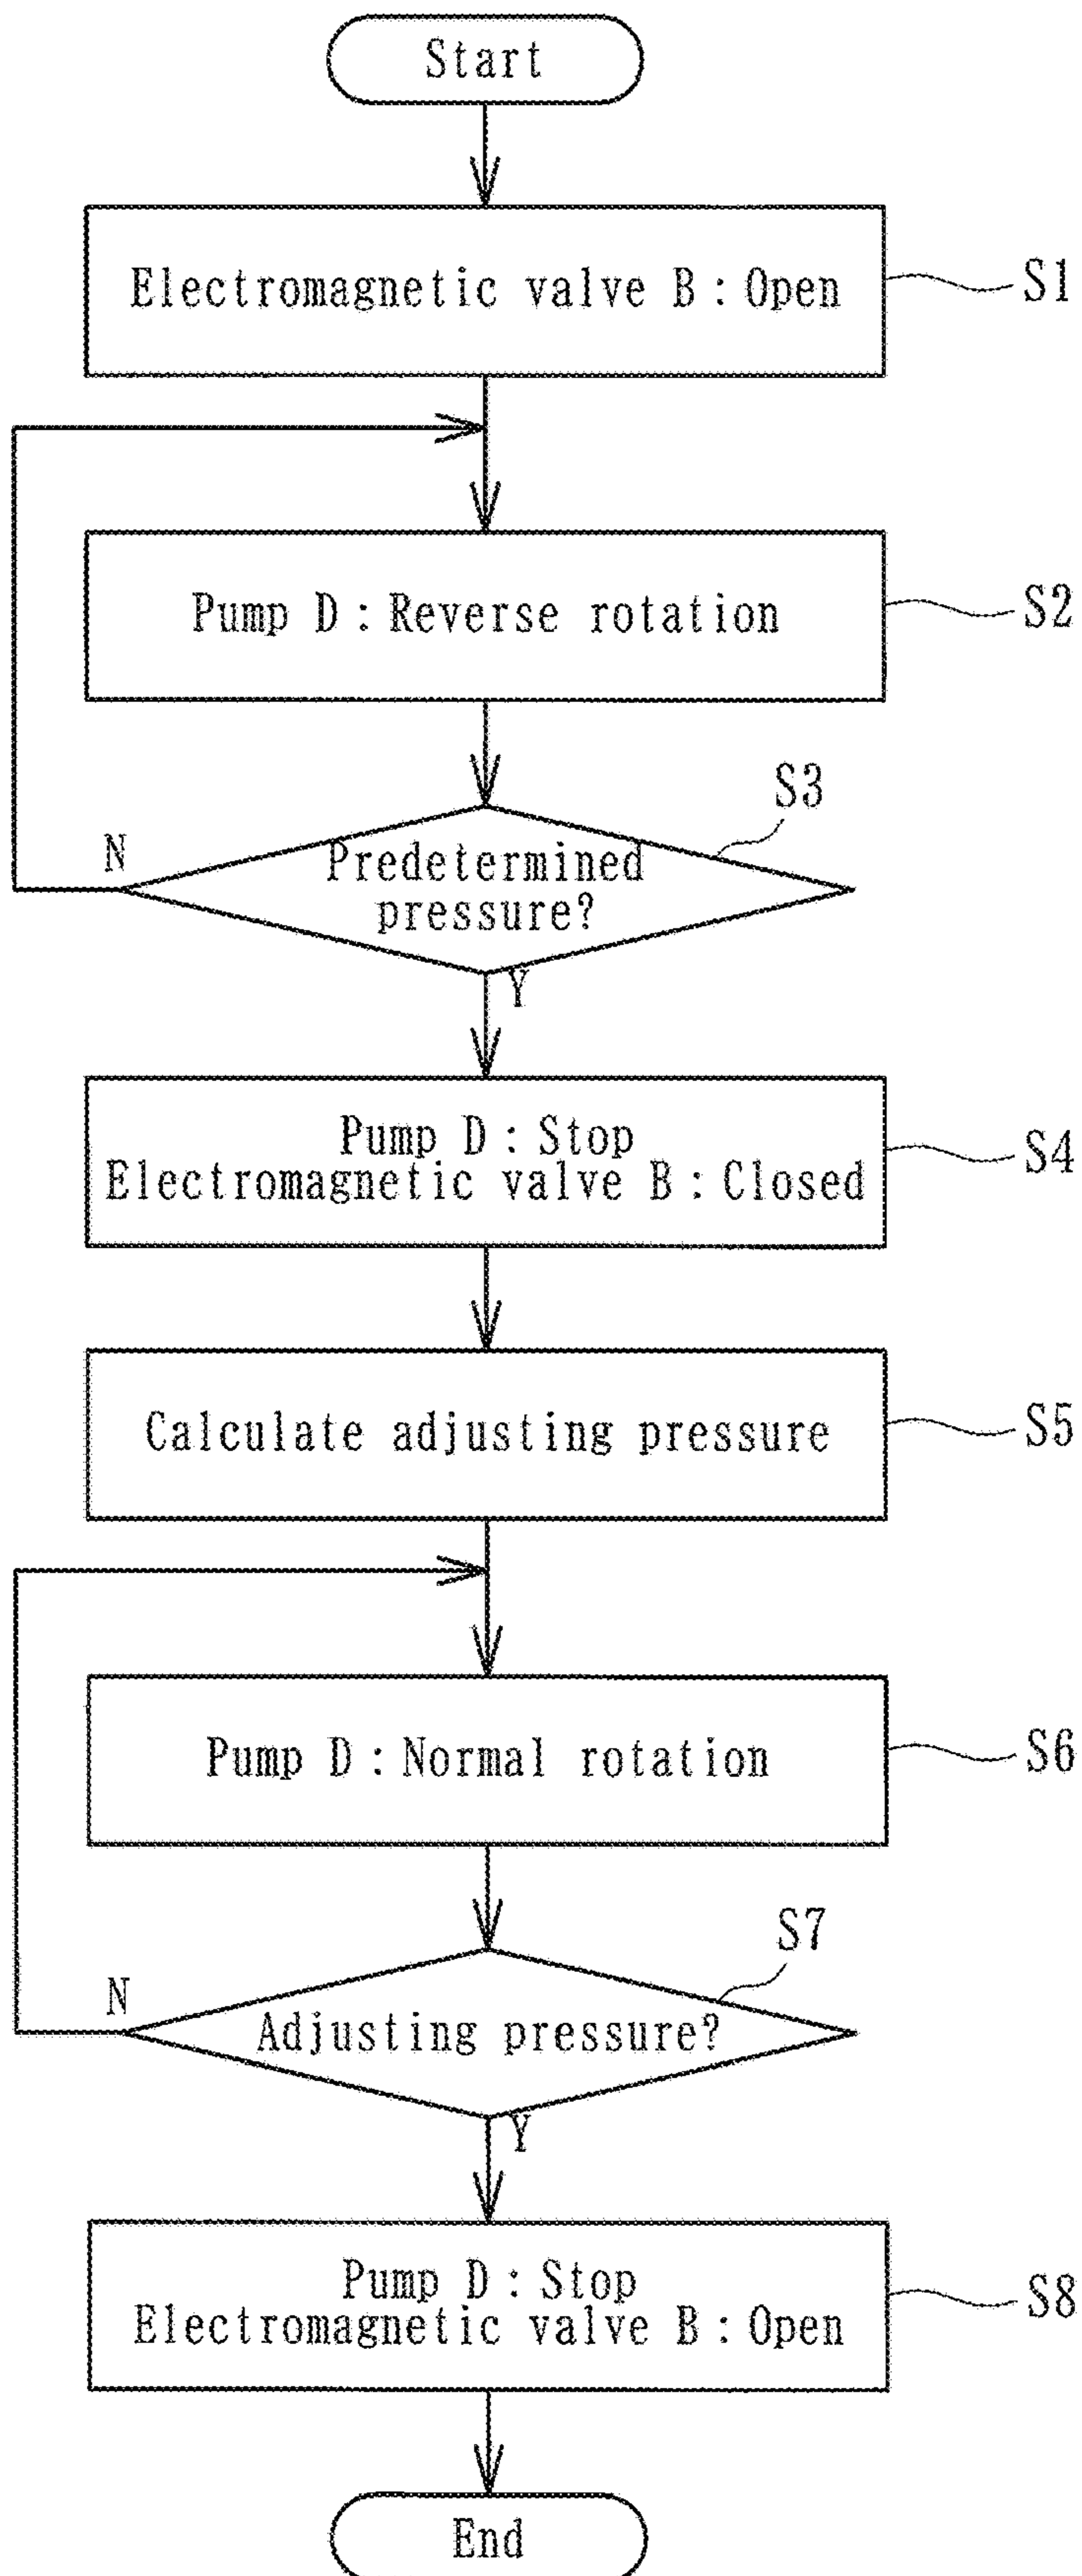 Start
Electromagnetic valve B : Open
S1
Pump D : Reverse rotation
S2
S3
N
Predetermined
pressure?
Y
Pump D : Stop
Electromagnetic valve B : Closed
S4
Calculate adjusting pressure
S5
Pump D : Normal rotation
S6
S7
N
Adjusting pressure?
Y
Pump D : Stop
Electromagnetic valve B : Open
S8
End